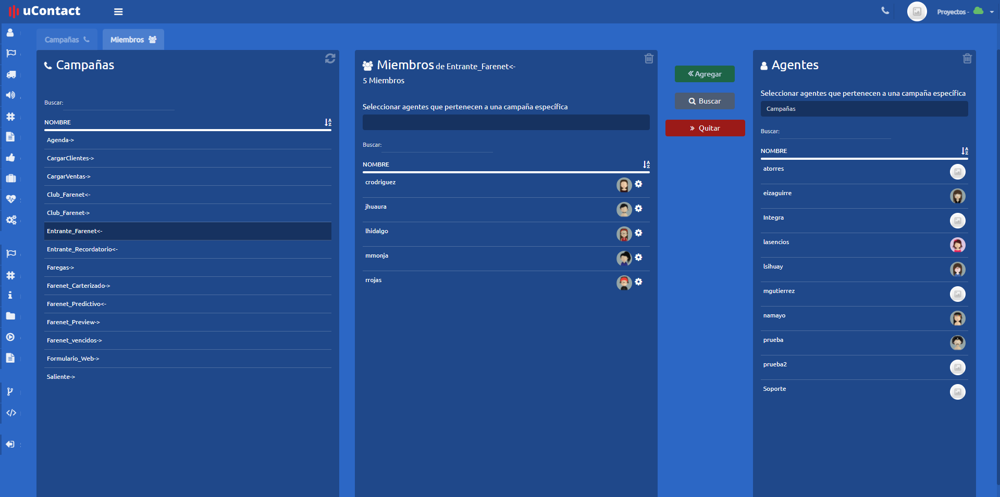 uContact
Proyectos -
Campañas
Miembros
Campañas
Buscar:
NOMBRE
Agenda->
CargarClientes->
CargarVentas->
Club_Farenet<-
Club_Farenet->
Entrante_Farenet<-
Entrante_Recordatorio<-
Faregas->
Farenet_Carterizado->
Farenet_Predictivo<-
Farenet_Preview->
Farenet_vencidos->
Formulario_Web->
Saliente->
Miembros de Entrante_Farenet<-
5 Miembros
Seleccionar agentes que pertenecen a una campaña específica
Buscar:
NOMBRE
crodriguez
jhuaura
lhidalgo
mmonja
rrojas
Agregar
Buscar
Quitar
Agentes
Seleccionar agentes que pertenecen a una campaña específica
Campañas
Buscar:
NOMBRE
atorres
eizaguirre
Integra
lasencios
lsihuay
mgutierrez
namayo
prueba
prueba2
Soporte